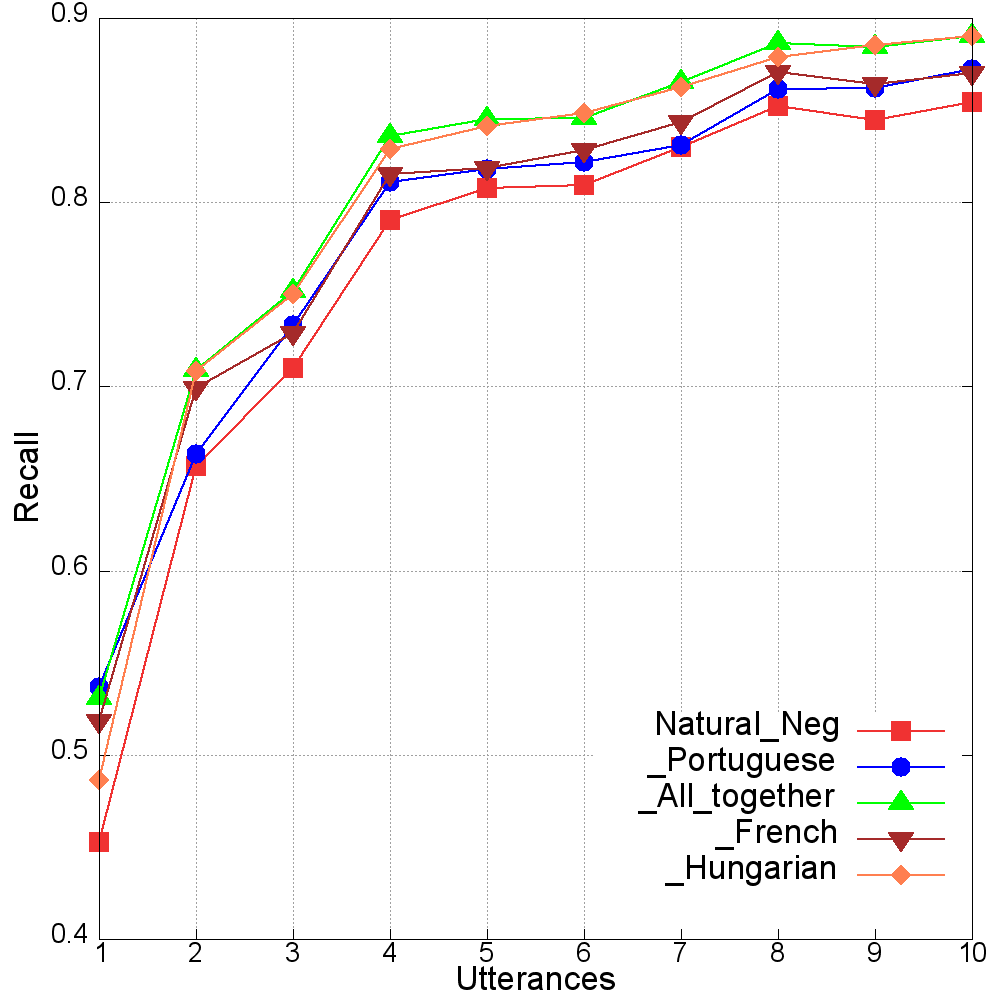 0.9
0.8
0.7
0.6
0.5
0.4
Recall
Natural_Neg
_Portuguese
_All_together
_French
_Hungarian
1 2 3 4 5 6 7 8 9 10
Utterances